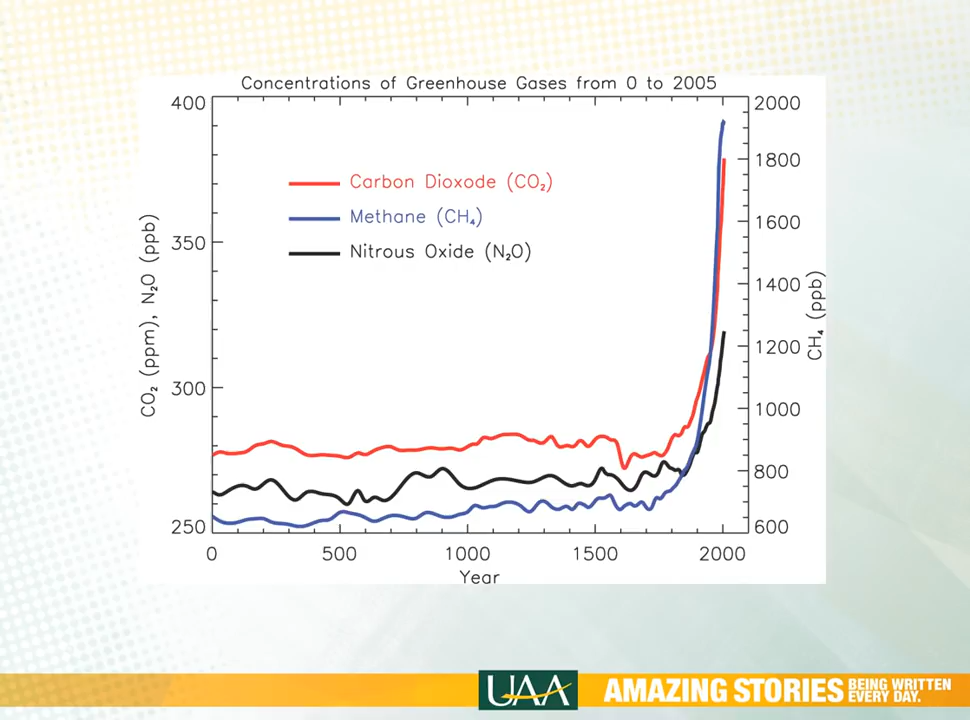 Concentrations of Greenhouse Gases from 0 to 2005
400
350
300
250
CO₂ (ppm), N₂O (ppb)
Carbon Dioxode (CO₂)
Methane (CH₄)
Nitrous Oxide (N₂O)
2000
1800
1600
1400
1200
1000
800
600
CH₄ (ppb)
0 500 1000 1500 2000
Year
UAA
AMAZING STORIES BEING WRITTEN
EVERY DAY.